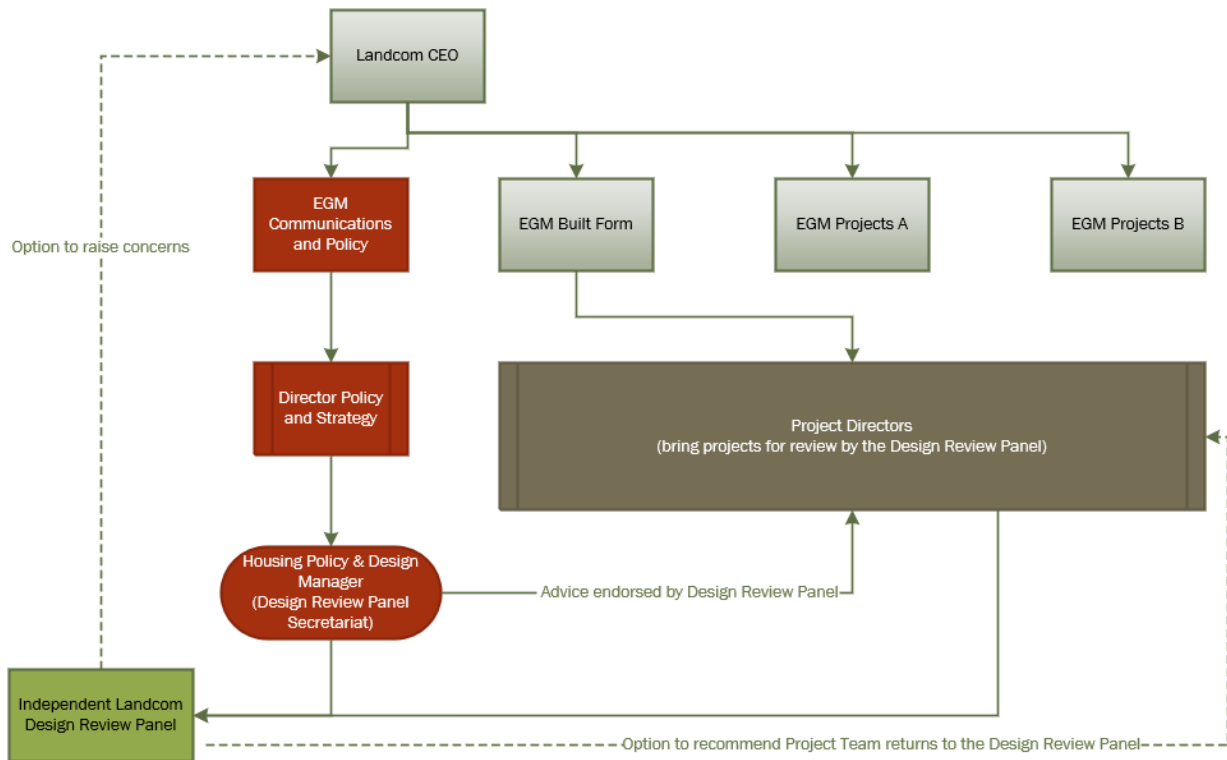 Landcom CEO
EGM
Communications
and Policy
EGM Built Form
EGM Projects A
EGM Projects B
Option to raise concerns
Director Policy
and Strategy
Project Directors
(bring projects for review by the Design Review Panel)
Housing Policy & Design
Manager
(Design Review Panel
Secretariat)
Advice endorsed by Design Review Panel
Independent Landcom
Design Review Panel
Option to recommend Project Team returns to the Design Review Panel